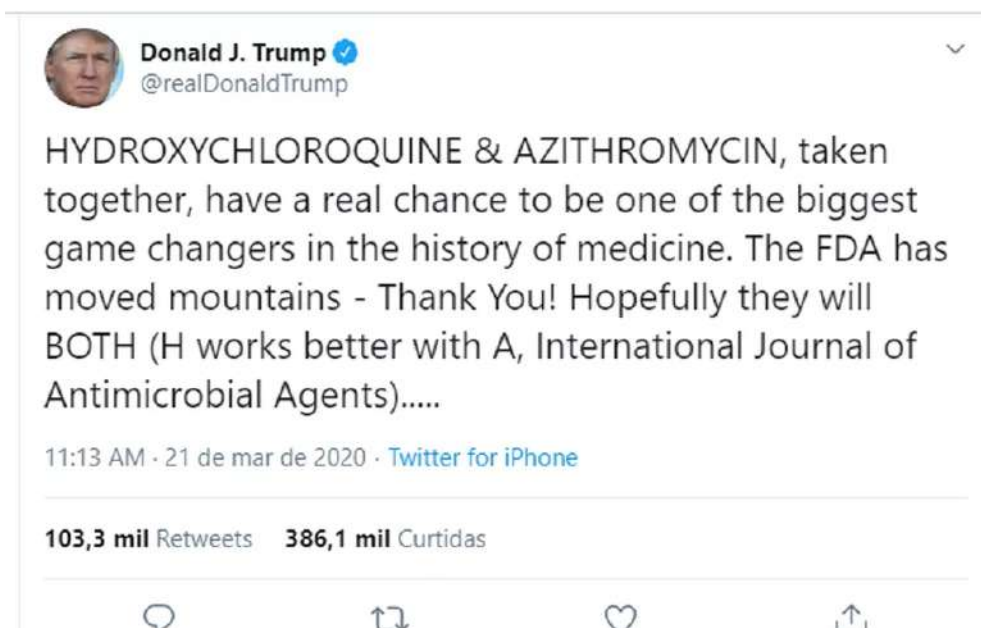 Donald J. Trump
@realDonaldTrump
HYDROXYCHLOROQUINE & AZITHROMYCIN, taken
together, have a real chance to be one of the biggest
game changers in the history of medicine. The FDA has
moved mountains - Thank You! Hopefully they will
BOTH (H works better with A, International Journal of
Antimicrobial Agents).....
11:13 AM · 21 de mar de 2020 · Twitter for iPhone
103,3 mil Retweets 386,1 mil Curtidas